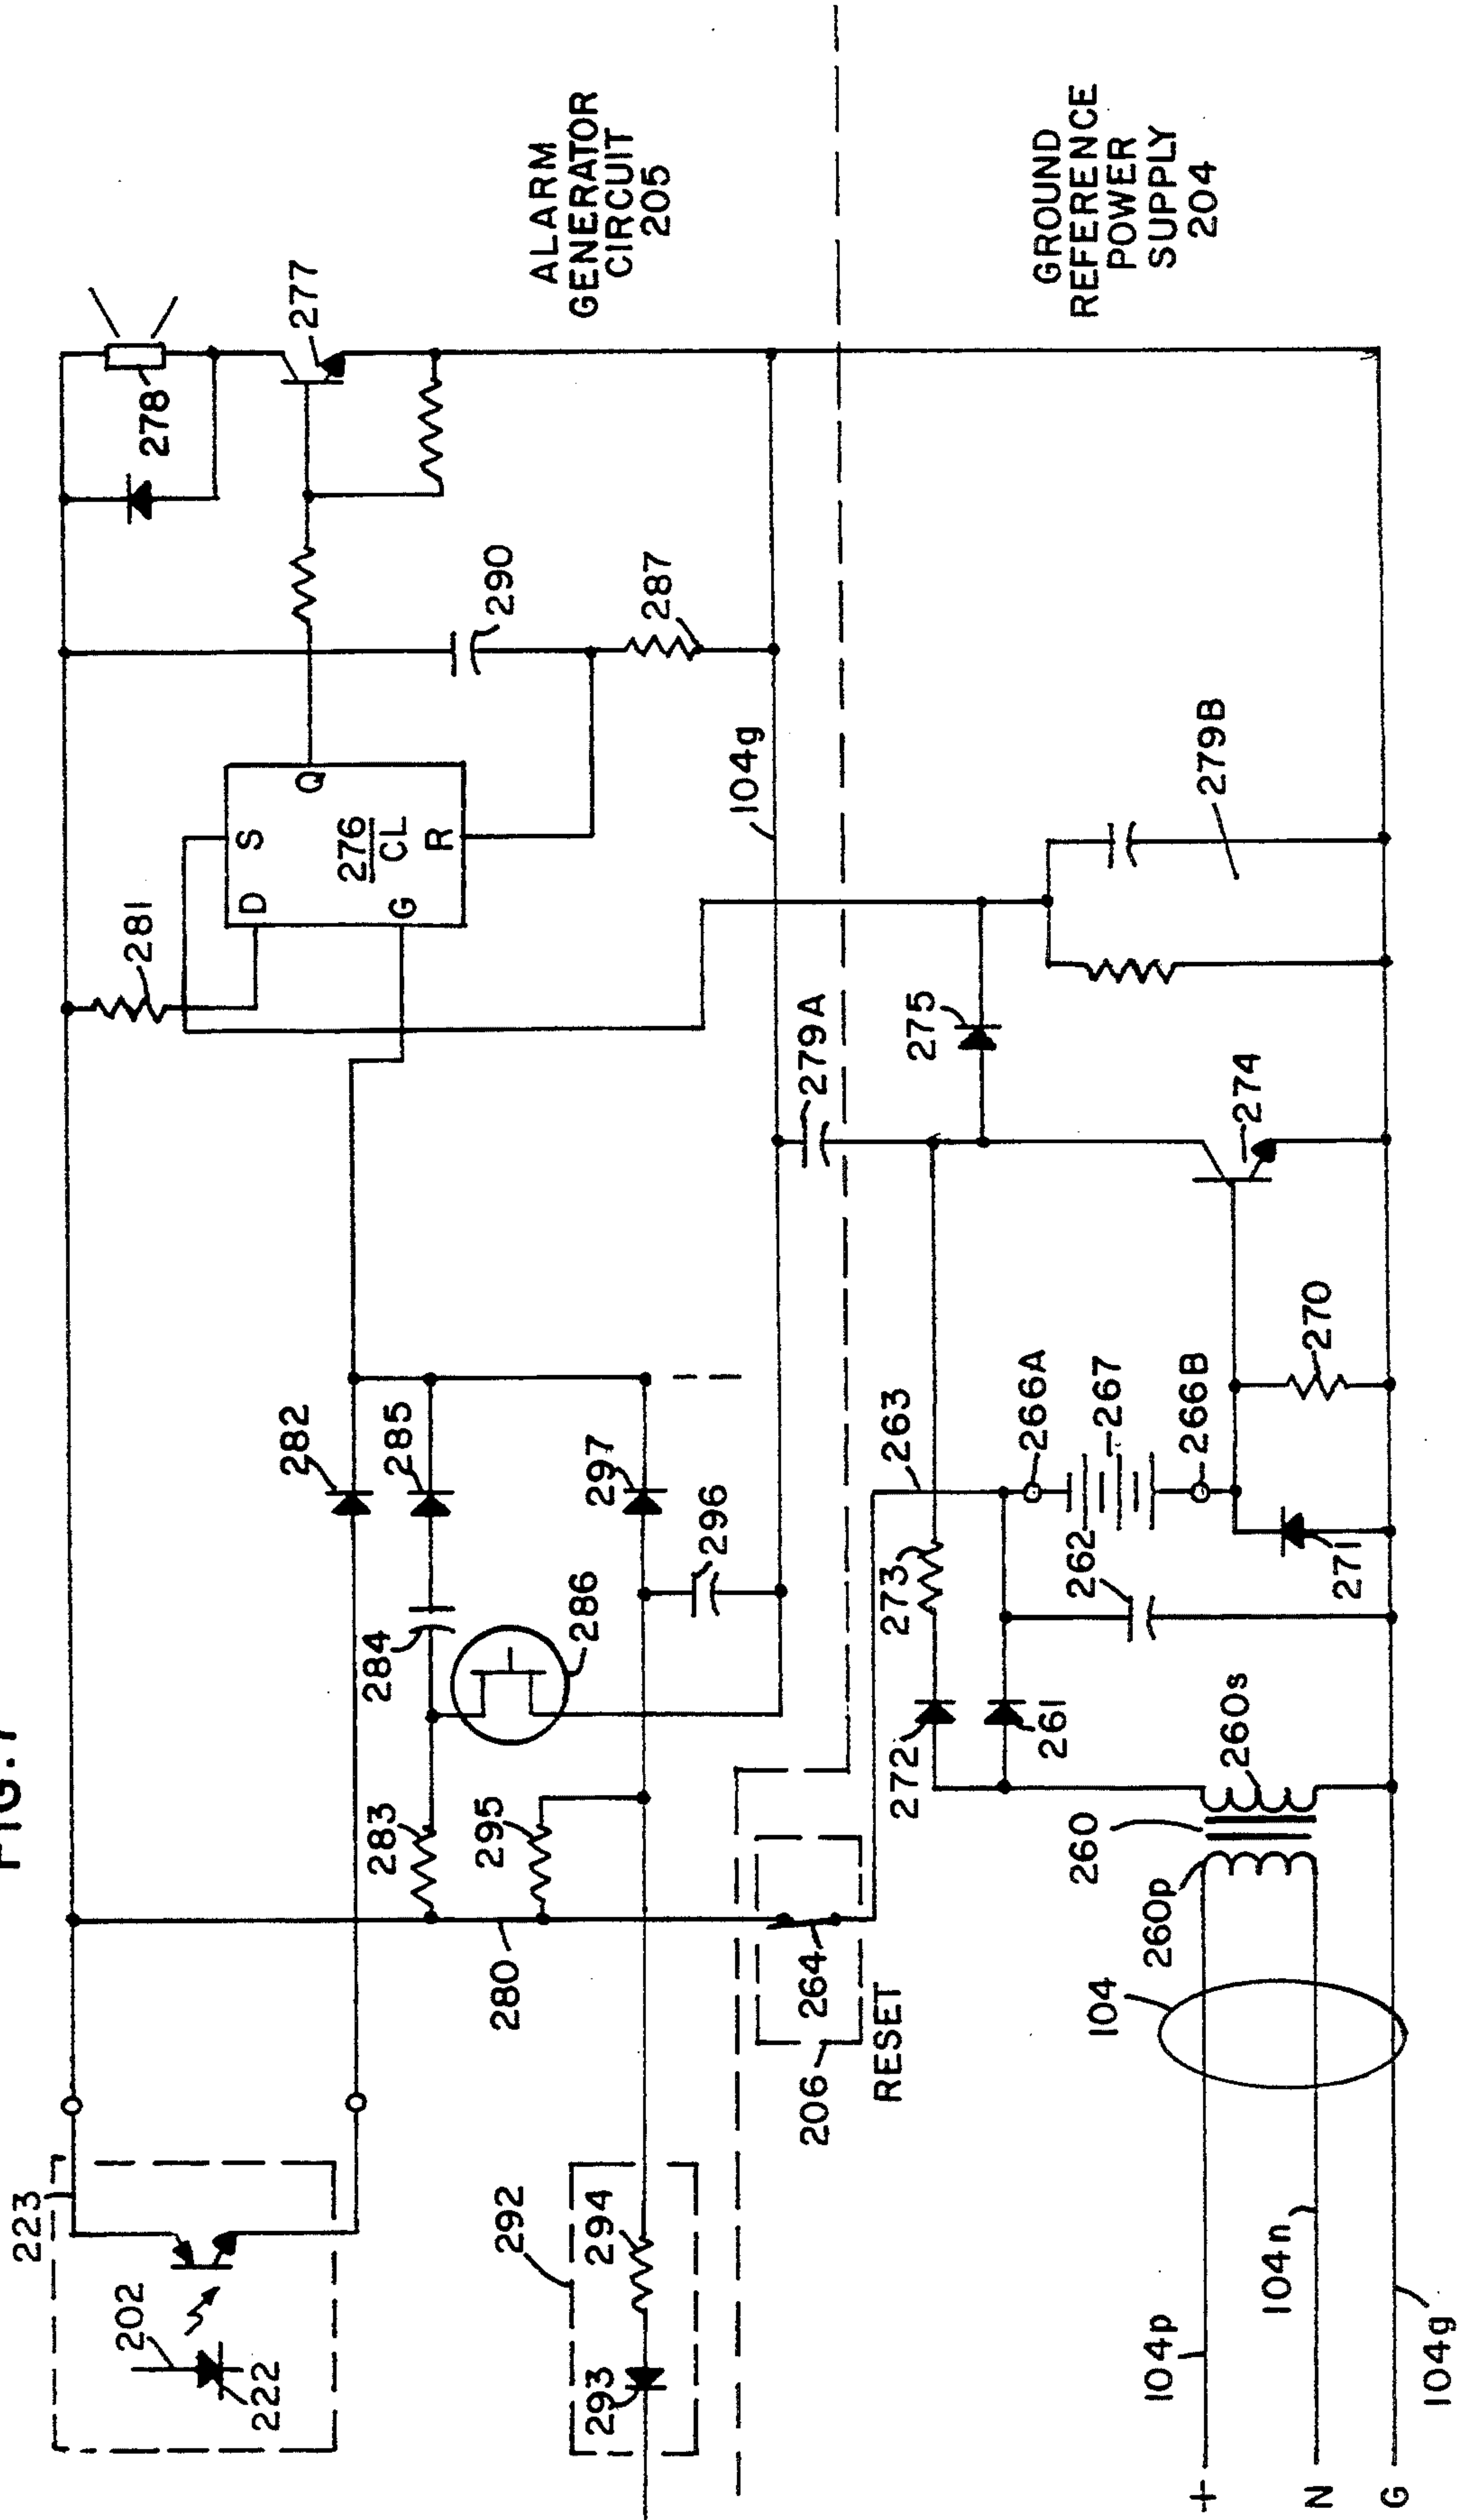 FIG. 7
223
202
222
292
293
294
280
283
295
284
286
282
285
297
296
281
D
S
276
CL
G
R
Q
290
287
278
277
ALARM
GENERATOR
CIRCUIT
205
104g
279A
206
264
RESET
263
272
273
261
262
266A
267
266B
271
270
275
274
279B
GROUND
REFERENCE
POWER
SUPPLY
204
260
260p
260s
104
104p
104n
104g
+
N
G